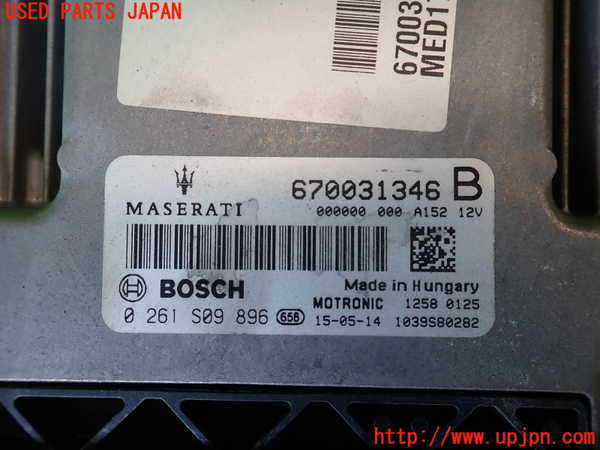 USED PARTS JAPAN
67003
MED17
670031346 B
MASERATI
000000 000 A152 12V
BOSCH
Made in Hungary
MOTRONIC 1258 0125
0 261 S09 896 656 15-05-14 1039S80282
http://www.upjpn.com/